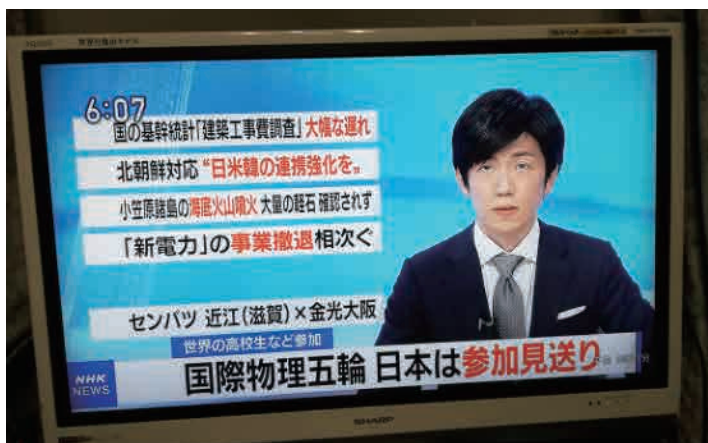 6:07
国の基幹統計「建築工事費調査」大幅な遅れ
北朝鮮対応 “日米韓の連携強化を„
小笠原諸島の海底火山噴火 大量の軽石 確認されず
「新電力」の事業撤退相次ぐ
センバツ 近江(滋賀)×金光大阪
世界の高校生など参加
国際物理五輪 日本は参加見送り
NHK
NEWS
SHARP